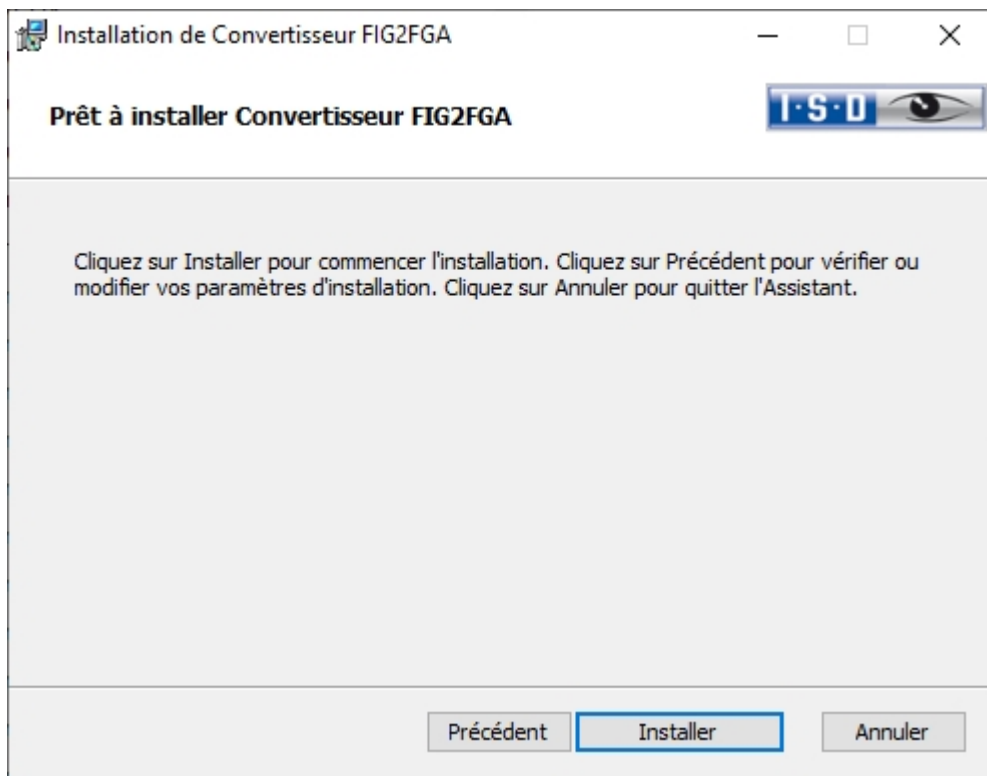 Installation de Convertisseur FIG2FGA
Prêt à installer Convertisseur FIG2FGA
I·S·D
Cliquez sur Installer pour commencer l'installation. Cliquez sur Précédent pour vérifier ou
modifier vos paramètres d'installation. Cliquez sur Annuler pour quitter l'Assistant.
Précédent
Installer
Annuler